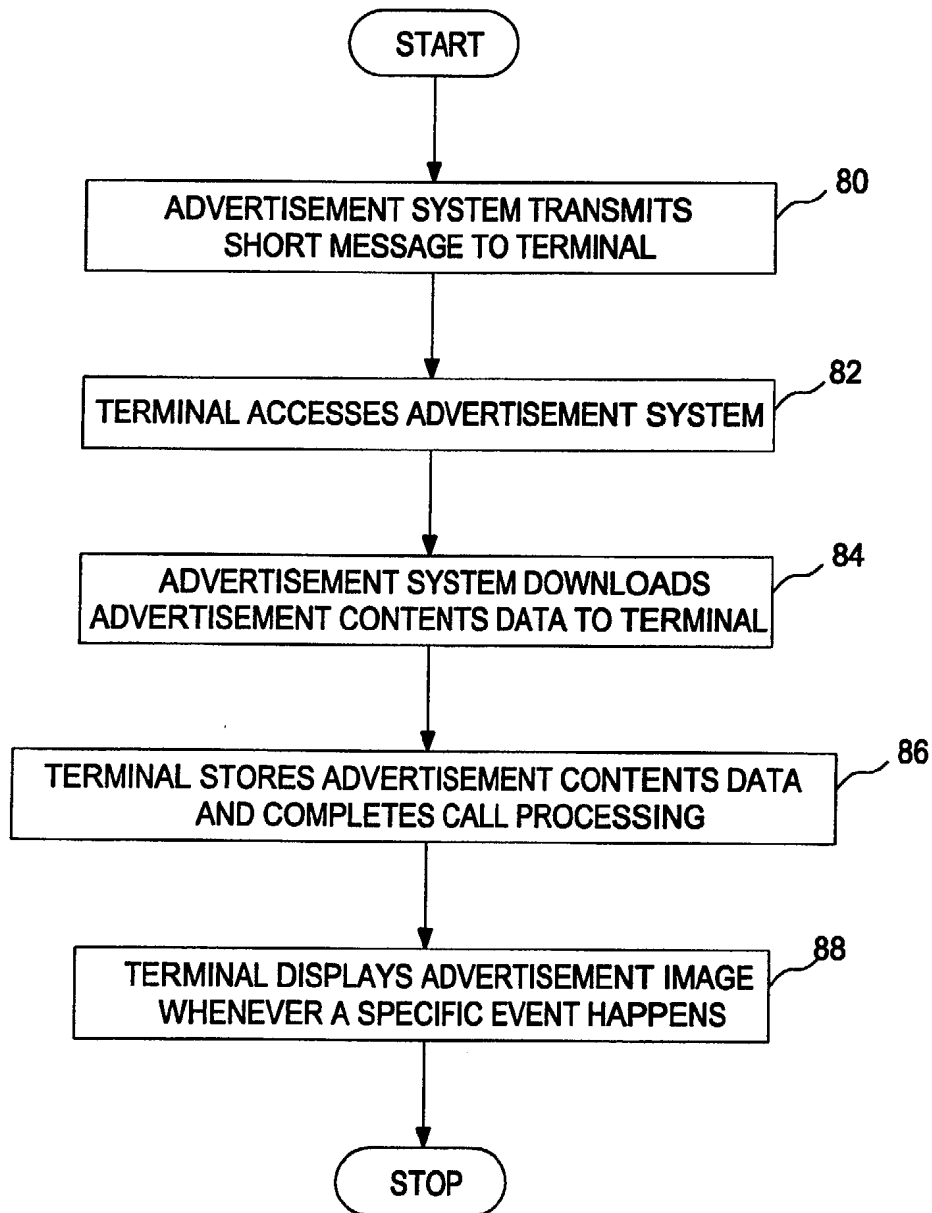 START
80
ADVERTISEMENT SYSTEM TRANSMITS
SHORT MESSAGE TO TERMINAL
82
TERMINAL ACCESSES ADVERTISEMENT SYSTEM
84
ADVERTISEMENT SYSTEM DOWNLOADS
ADVERTISEMENT CONTENTS DATA TO TERMINAL
86
TERMINAL STORES ADVERTISEMENT CONTENTS DATA
AND COMPLETES CALL PROCESSING
88
TERMINAL DISPLAYS ADVERTISEMENT IMAGE
WHENEVER A SPECIFIC EVENT HAPPENS
STOP